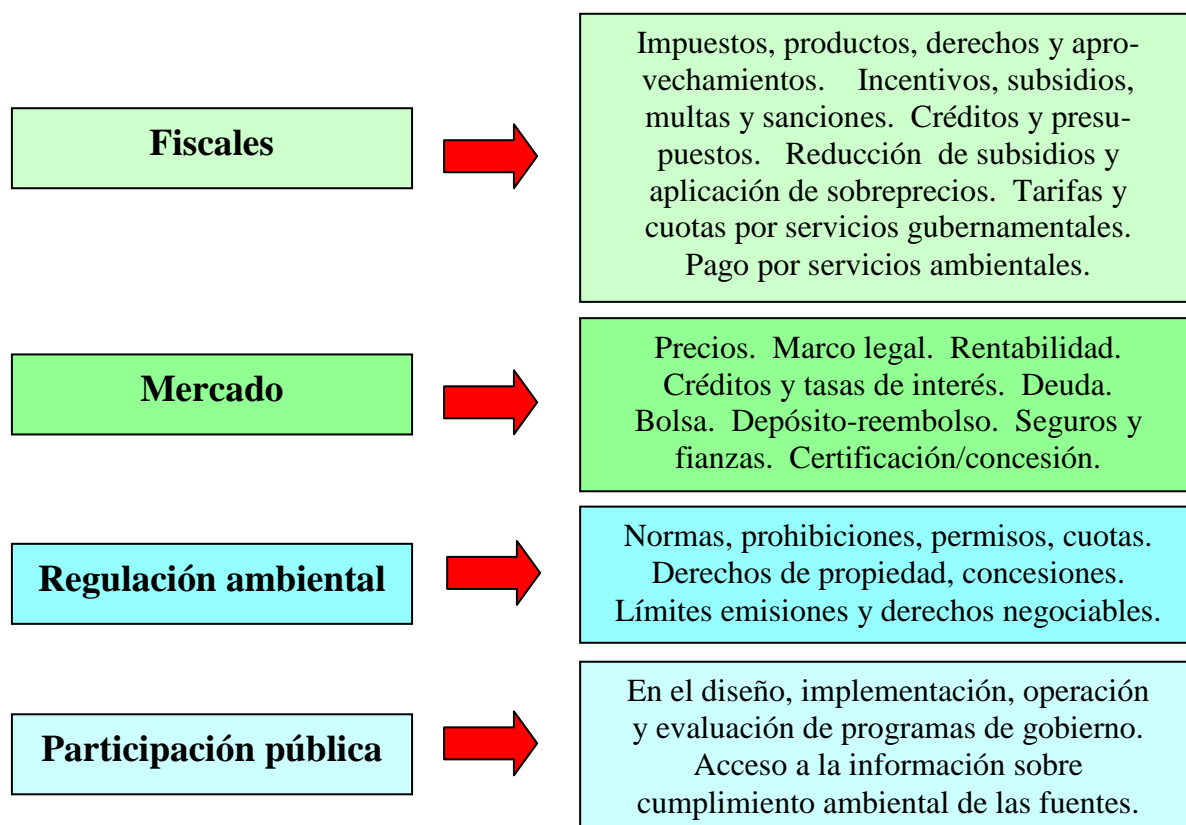 Fiscales
Impuestos, productos, derechos y apro-
vechamientos. Incentivos, subsidios,
multas y sanciones. Créditos y presu-
puestos. Reducción de subsidios y
aplicación de sobreprecios. Tarifas y
cuotas por servicios gubernamentales.
Pago por servicios ambientales.
Mercado
Precios. Marco legal. Rentabilidad.
Créditos y tasas de interés. Deuda.
Bolsa. Depósito-reembolso. Seguros y
fianzas. Certificación/concesión.
Regulación ambiental
Normas, prohibiciones, permisos, cuotas.
Derechos de propiedad, concesiones.
Límites emisiones y derechos negociables.
Participación pública
En el diseño, implementación, operación
y evaluación de programas de gobierno.
Acceso a la información sobre
cumplimiento ambiental de las fuentes.